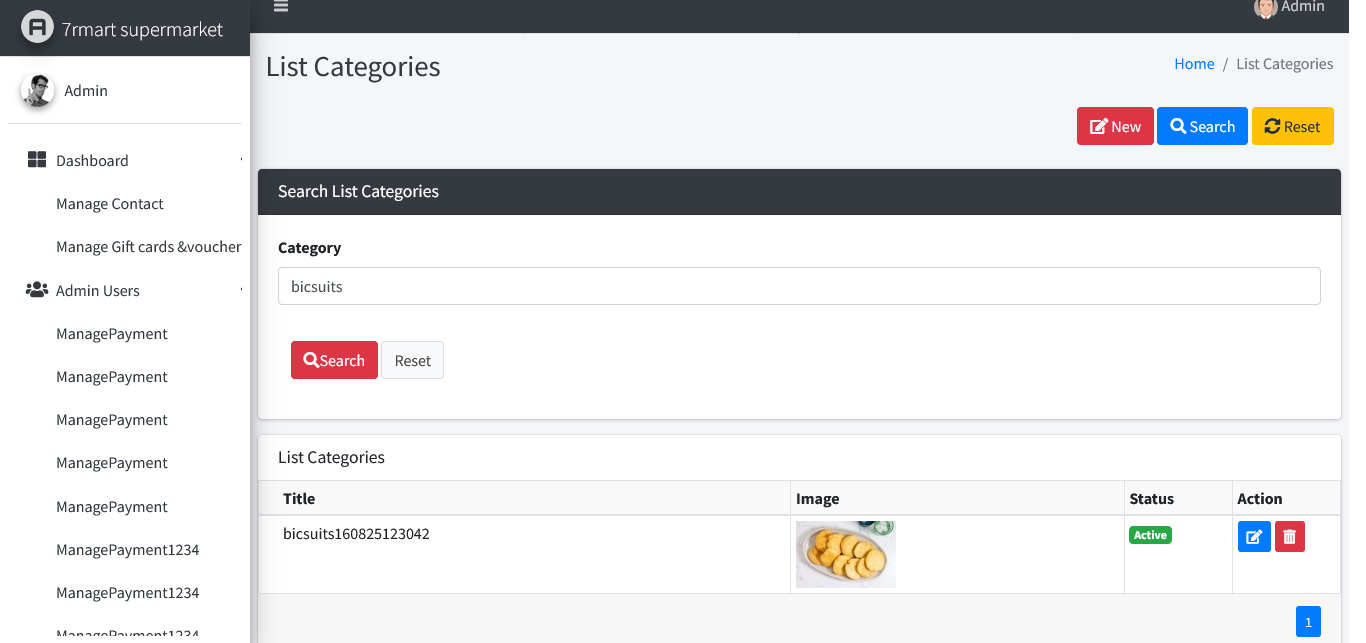 7rmart supermarket
Admin
Admin
Dashboard
Manage Contact
Manage Gift cards &voucher
Admin Users
ManagePayment
ManagePayment
ManagePayment
ManagePayment
ManagePayment
ManagePayment1234
ManagePayment1234
ManagePayment1234
List Categories
Home / List Categories
New Search Reset
Search List Categories
Category
bicsuits
Search Reset
List Categories
Title Image Status Action
bicsuits160825123042 Active
1